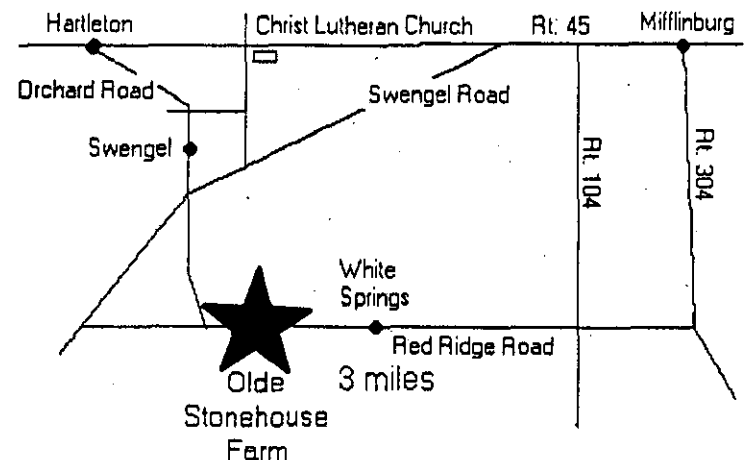 Hartleton
Christ Lutheran Church
Rt. 45
Mifflinburg
Orchard Road
Swengel Road
Swengel
Rt. 104
Rt. 304
White
Springs
Red Ridge Road
Olde
Stonehouse
Farm
3 miles